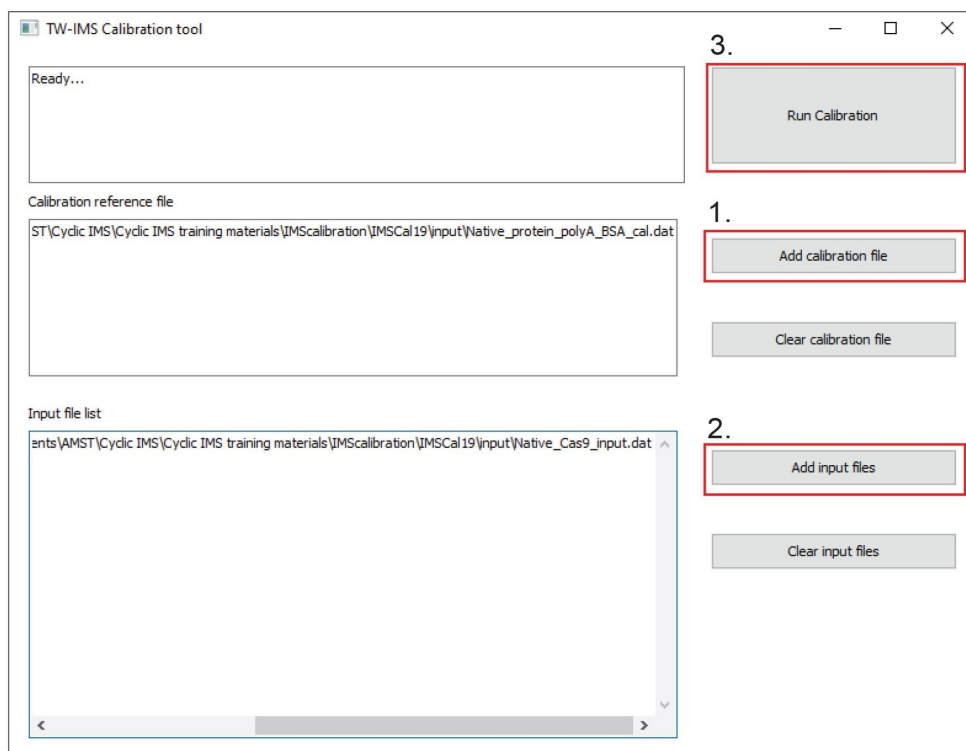 TW-IMS Calibration tool
3.
Ready...
Run Calibration
Calibration reference file
1.
ST\Cyclic IMS\Cyclic IMS training materials\IMScalibration\IMSCal19\input\Native_protein_polyA_BSA_cal.dat
Add calibration file
Clear calibration file
Input file list
2.
ents\AMST\Cyclic IMS\Cyclic IMS training materials\IMScalibration\IMSCal19\input\Native_Cas9_input.dat
Add input files
Clear input files